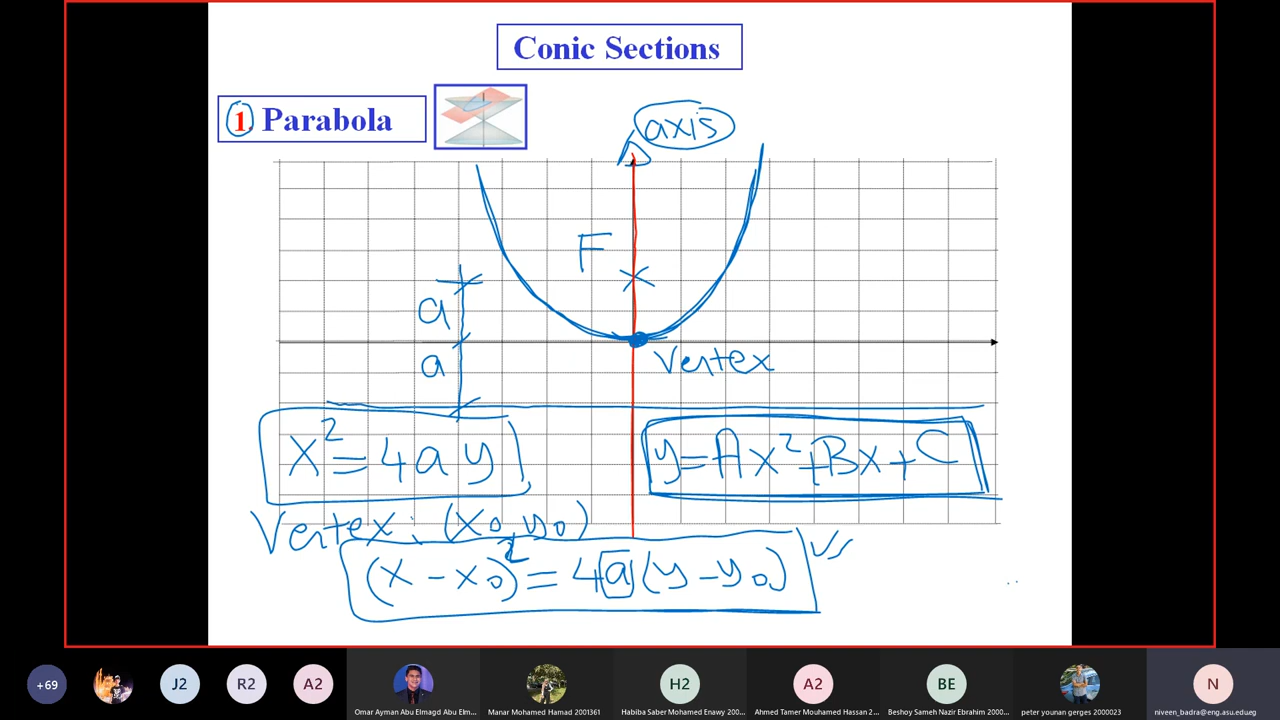 Conic Sections
1 Parabola
axis
F
a
a
Vertex
x² = 4ay
y = Ax² + Bx + C
Vertex: (x₀, y₀)
(x - x₀)² = 4a(y - y₀)
+69
J2
R2
A2
Omar Ayman Abu Elmagd Abu Elm...
Manar Mohamed Hamad 2001361
H2
Habiba Saber Mohamed Enawy 200...
A2
Ahmed Tamer Mouhamed Hassan 2...
BE
Beshoy Sameh Nazir Ebrahim 2000...
peter younan gerges 2000023
N
niveen_badra@eng.asu.edu.eg